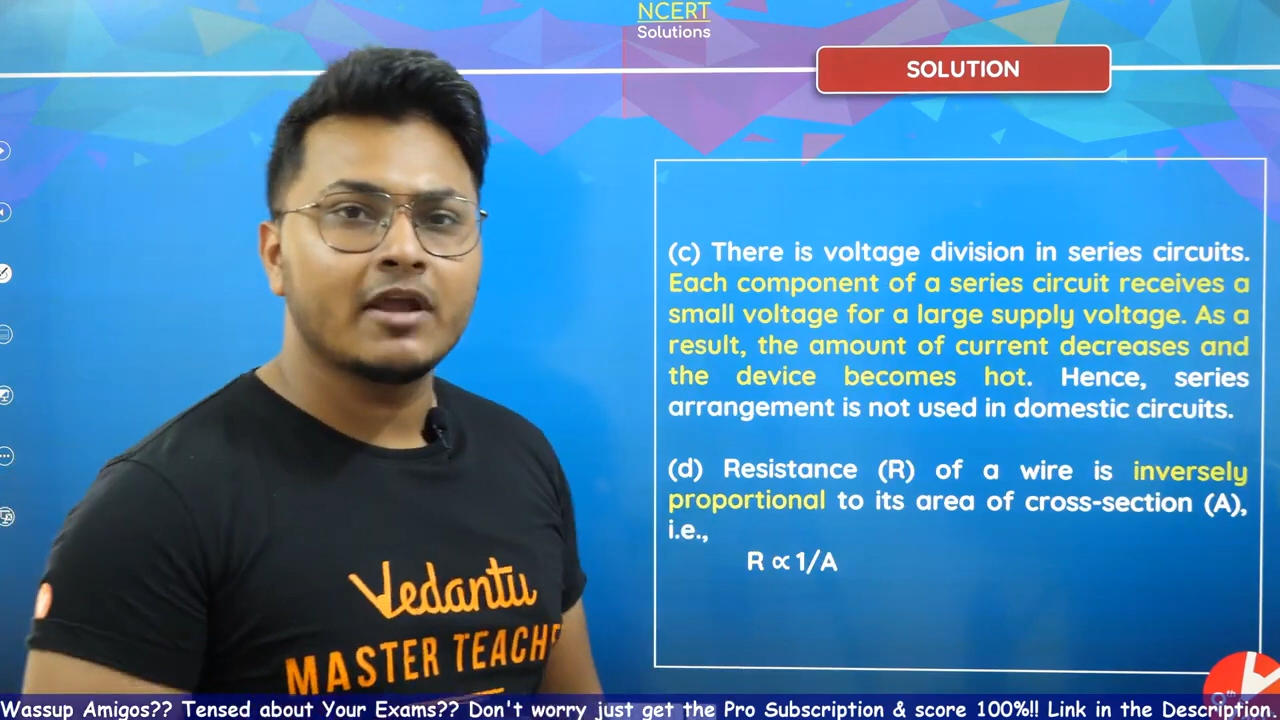 NCERT
Solutions
SOLUTION
(c) There is voltage division in series circuits.
Each component of a series circuit receives a
small voltage for a large supply voltage. As a
result, the amount of current decreases and
the device becomes hot. Hence, series
arrangement is not used in domestic circuits.
(d) Resistance (R) of a wire is inversely
proportional to its area of cross-section (A),
i.e.,
R ∝ 1/A
Vedantu
MASTER TEACHE
9th
Wassup Amigos?? Tensed about Your Exams?? Don't worry just get the Pro Subscription & score 100%!! Link in the Description